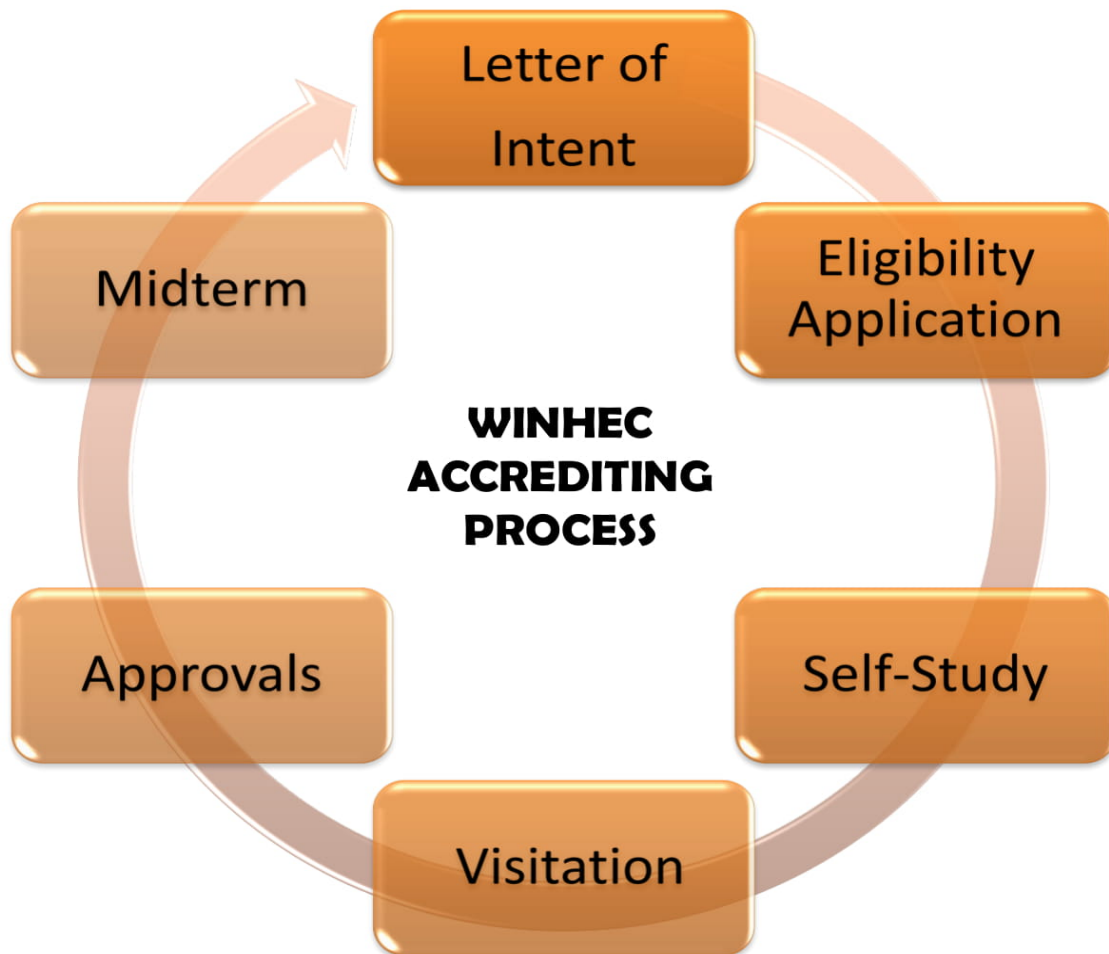 Letter of
Intent
Eligibility
Application
Self-Study
Visitation
Approvals
Midterm
WINHEC
ACCREDITING
PROCESS